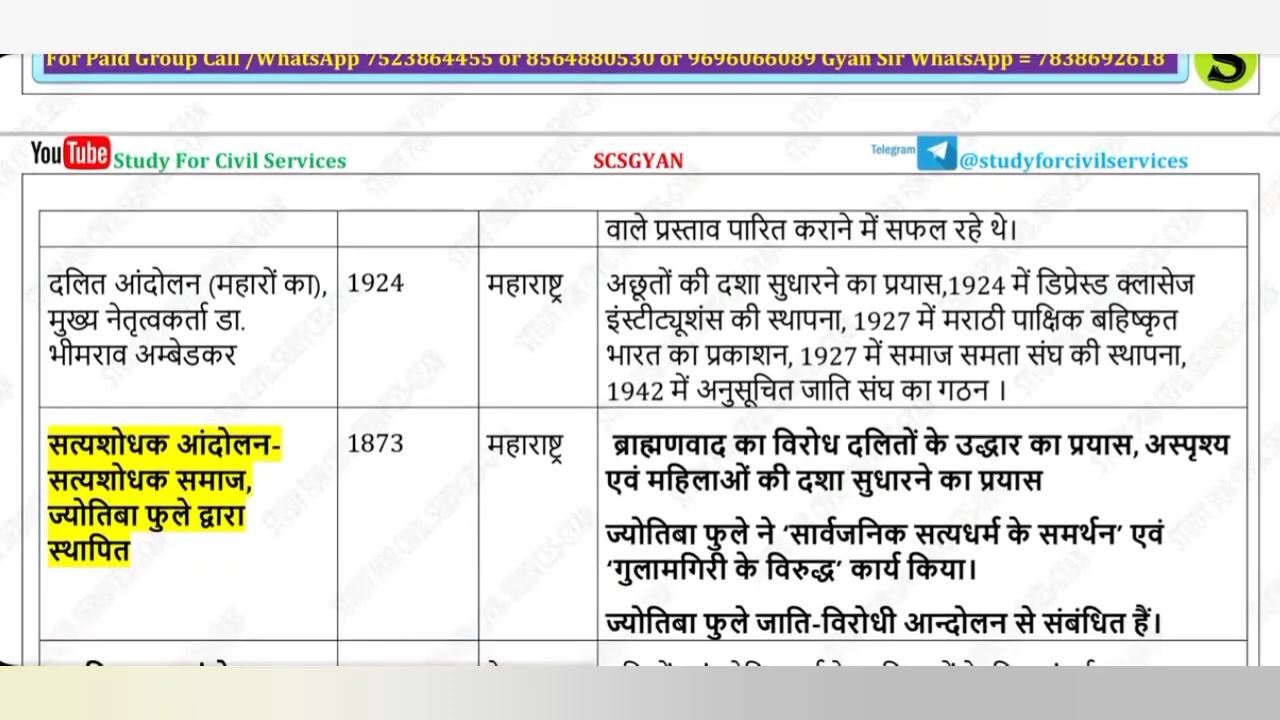 For Paid Group Call /WhatsApp 7523864455 or 8564880530 or 9696066089 Gyan Sir WhatsApp = 7838692618
S
YouTube Study For Civil Services
SCSGYAN
Telegram @studyforcivilservices
वाले प्रस्ताव पारित कराने में सफल रहे थे।
दलित आंदोलन (महारों का),
मुख्य नेतृत्वकर्ता डा.
भीमराव अम्बेडकर
1924
महाराष्ट्र
अछूतों की दशा सुधारने का प्रयास,1924 में डिप्रेस्ड क्लासेज
इंस्टीट्यूशंस की स्थापना, 1927 में मराठी पाक्षिक बहिष्कृत
भारत का प्रकाशन, 1927 में समाज समता संघ की स्थापना,
1942 में अनुसूचित जाति संघ का गठन ।
सत्यशोधक आंदोलन-
सत्यशोधक समाज,
ज्योतिबा फुले द्वारा
स्थापित
1873
महाराष्ट्र
ब्राह्मणवाद का विरोध दलितों के उद्धार का प्रयास, अस्पृश्य
एवं महिलाओं की दशा सुधारने का प्रयास
ज्योतिबा फुले ने ‘सार्वजनिक सत्यधर्म के समर्थन’ एवं
‘गुलामगिरी के विरुद्ध’ कार्य किया।
ज्योतिबा फुले जाति-विरोधी आन्दोलन से संबंधित हैं।